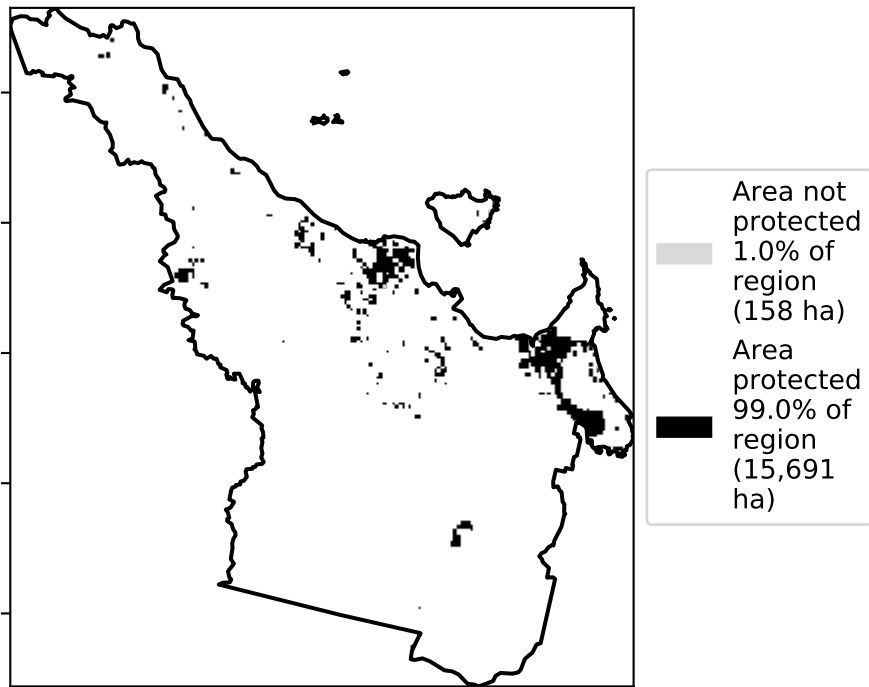 Area not
protected
1.0% of
region
(158 ha)
Area
protected
99.0% of
region
(15,691
ha)